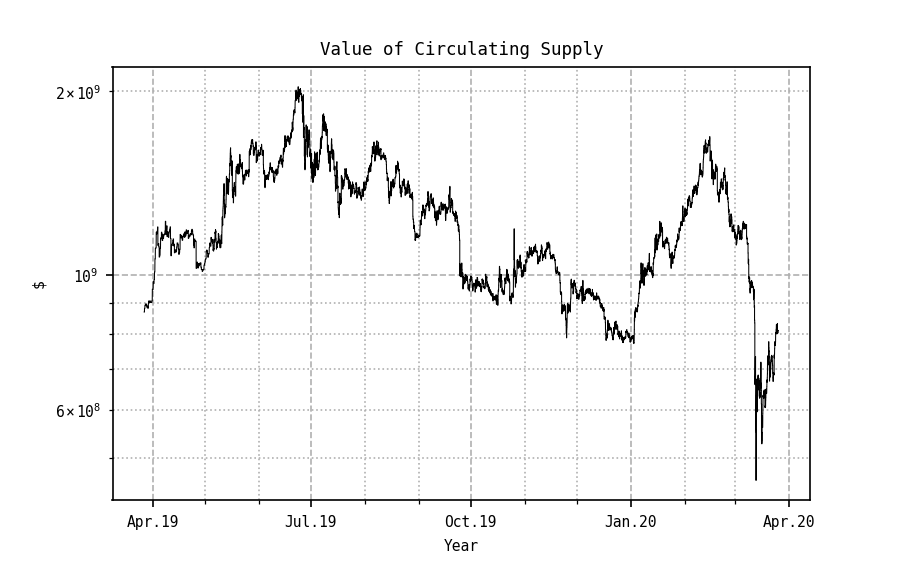 Value of Circulating Supply
2×10⁹
10⁹
6×10⁸
$
Apr.19 Jul.19 Oct.19 Jan.20 Apr.20
Year